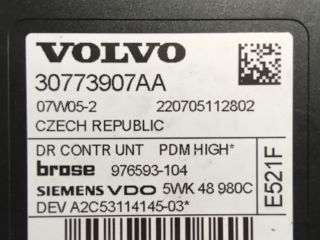 VOLVO
30773907AA
07W05-2 220705112802
CZECH REPUBLIC
DR CONTR UNT PDM HIGH*
brose 976593-104
SIEMENS VDO 5WK 48 980C
DEV A2C53114145-03*
E521F